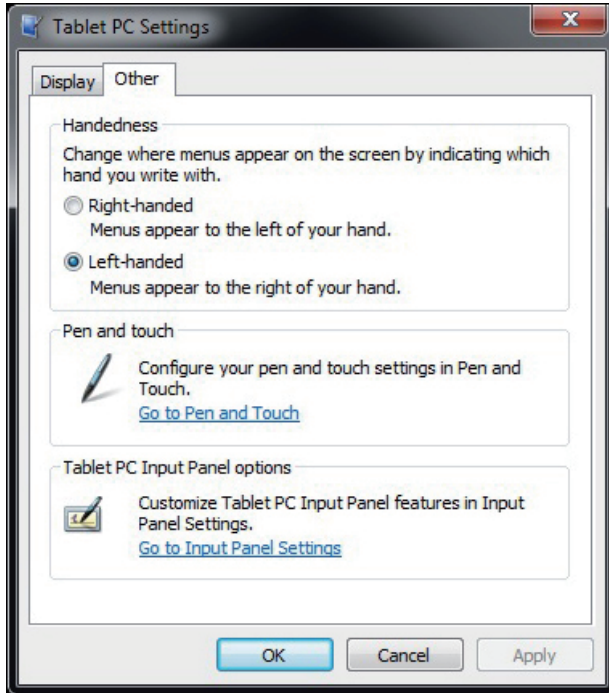 Tablet PC Settings
Display
Other
Handedness
Change where menus appear on the screen by indicating which
hand you write with.
Right-handed
Menus appear to the left of your hand.
Left-handed
Menus appear to the right of your hand.
Pen and touch
Configure your pen and touch settings in Pen and
Touch.
Go to Pen and Touch
Tablet PC Input Panel options
Customize Tablet PC Input Panel features in Input
Panel Settings.
Go to Input Panel Settings
OK
Cancel
Apply